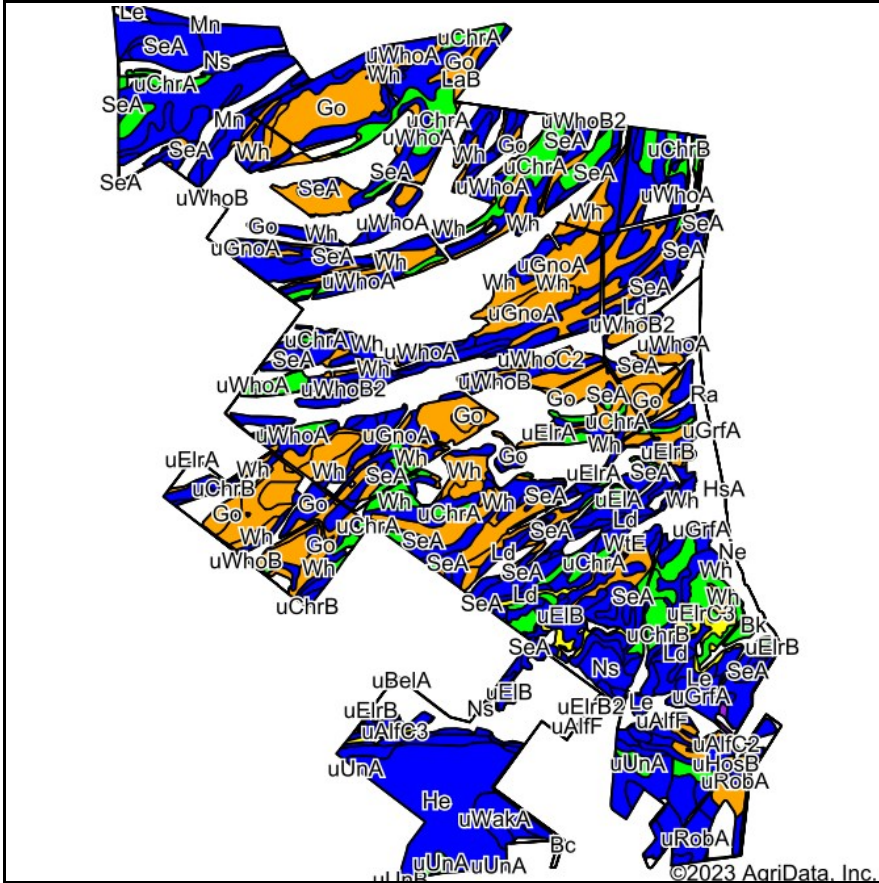 Le
Mn
SeA
Ns
uChrA
SeA
Mn
SeA
Wh
SeA
uChrA
uWhoA
Wh
Go
LaB
Go
uChrA
uWhoA
Wh
uWhoB2
Go
SeA
uChrA
uChrB
SeA
SeA
SeA
uWhoA
uWhoA
uWhoB
Go
uWhoA
Wh
Wh
Wh
SeA
uGnoA
SeA
Wh
uWhoA
SeA
uGnoA
Wh
Wh
SeA
uGnoA
Ld
uWhoB2
uChrA
Wh
uWhoA
uWhoA
SeA
uWhoC2
SeA
Wh
uWhoA
uWhoB2
uWhoB
Go
SeA
Go
Ra
Go
uChrA
uWhoA
uGnoA
uElrA
uGrfA
Wh
uElrB
uElrA
Wh
Wh
Wh
Wh
Go
SeA
uElrA
SeA
uChrB
HsA
Go
Go
Wh
Wh
SeA
uElA
Wh
uChrA
Ld
uChrA
Wh
Go
SeA
SeA
uGrfA
WtE
uWhoB
Wh
SeA
Ld
SeA
uChrA
Ne
Wh
uChrB
SeA
Ld
SeA
Wh
uElB
uElrC3
Bk
uChrB
SeA
Ld
uElrB
Ns
SeA
Le
uBelA
uElB
uGrfA
Ns
uElrB2
Le
uElrB
uAlfF
uAlfF
uAlfC3
uAlfC2
uUnA
uUnA
uHosB
uRobA
He
uWakA
Bc
uRobA
uUnA
uUnA
uUnB
©2023 AgriData, Inc.